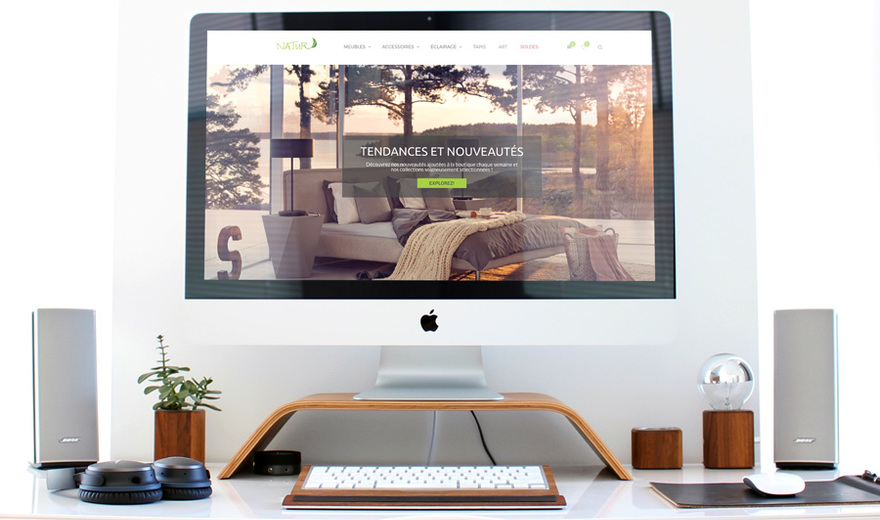 NATUR
MEUBLES ACCESSOIRES ÉCLAIRAGE TAPIS ART SOLDES
TENDANCES ET NOUVEAUTÉS
Découvrez nos nouveautés ajoutées à la boutique chaque semaine et
nos collections soigneusement sélectionnées !
EXPLOREZ!
BOSE
BOSE